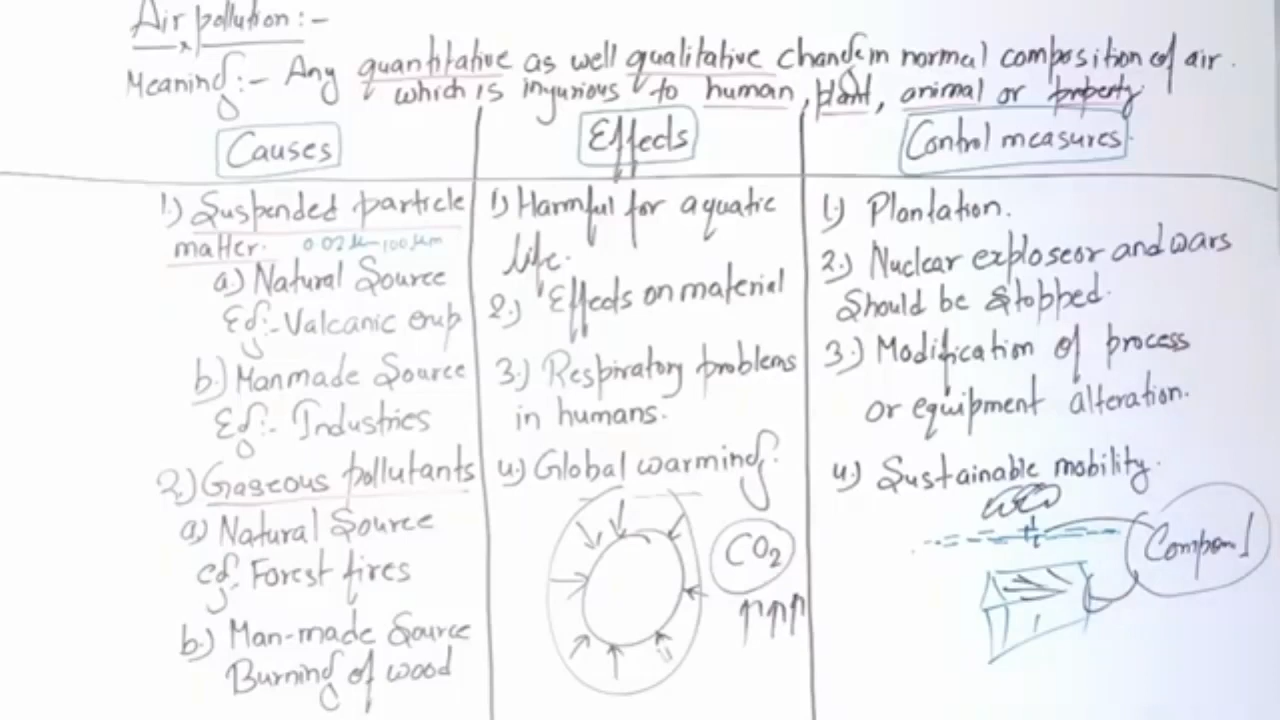 Air pollution :-
Meaning :- Any quantitative as well qualitative change in normal composition of air.
which is injurious to human, plant, animal or property
Causes
1.) Suspended particle
matter. 0.02 µ-100 µm
a.) Natural Source
Eg:- Valcanic erup
b.) Manmade Source
Eg:- Industries
2.) Gaseous pollutants
a) Natural Source
eg:- Forest fires
b.) Man-made Source
Burning of wood
Effects
1) Harmful for aquatic
life.
2.) Effects on material
3.) Respiratory problems
in humans.
4.) Global warming.
CO2
Control measures.
1.) Plantation.
2.) Nuclear exploseor and wars
Should be Stopped.
3.) Modification of process
or equipment alteration.
4.) Sustainable mobility.